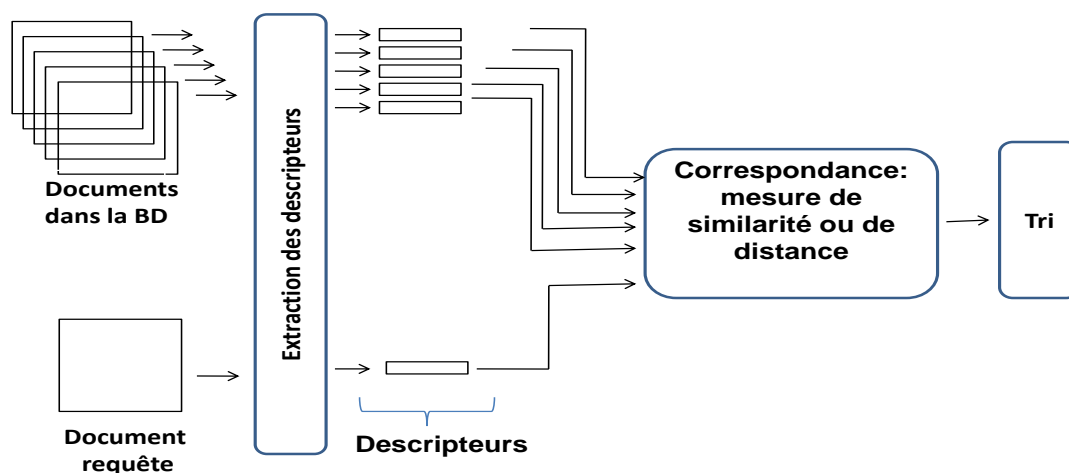 Documents
dans la BD
Extraction des descripteurs
Correspondance:
mesure de
similarité ou de
distance
Tri
Document
requête
Descripteurs